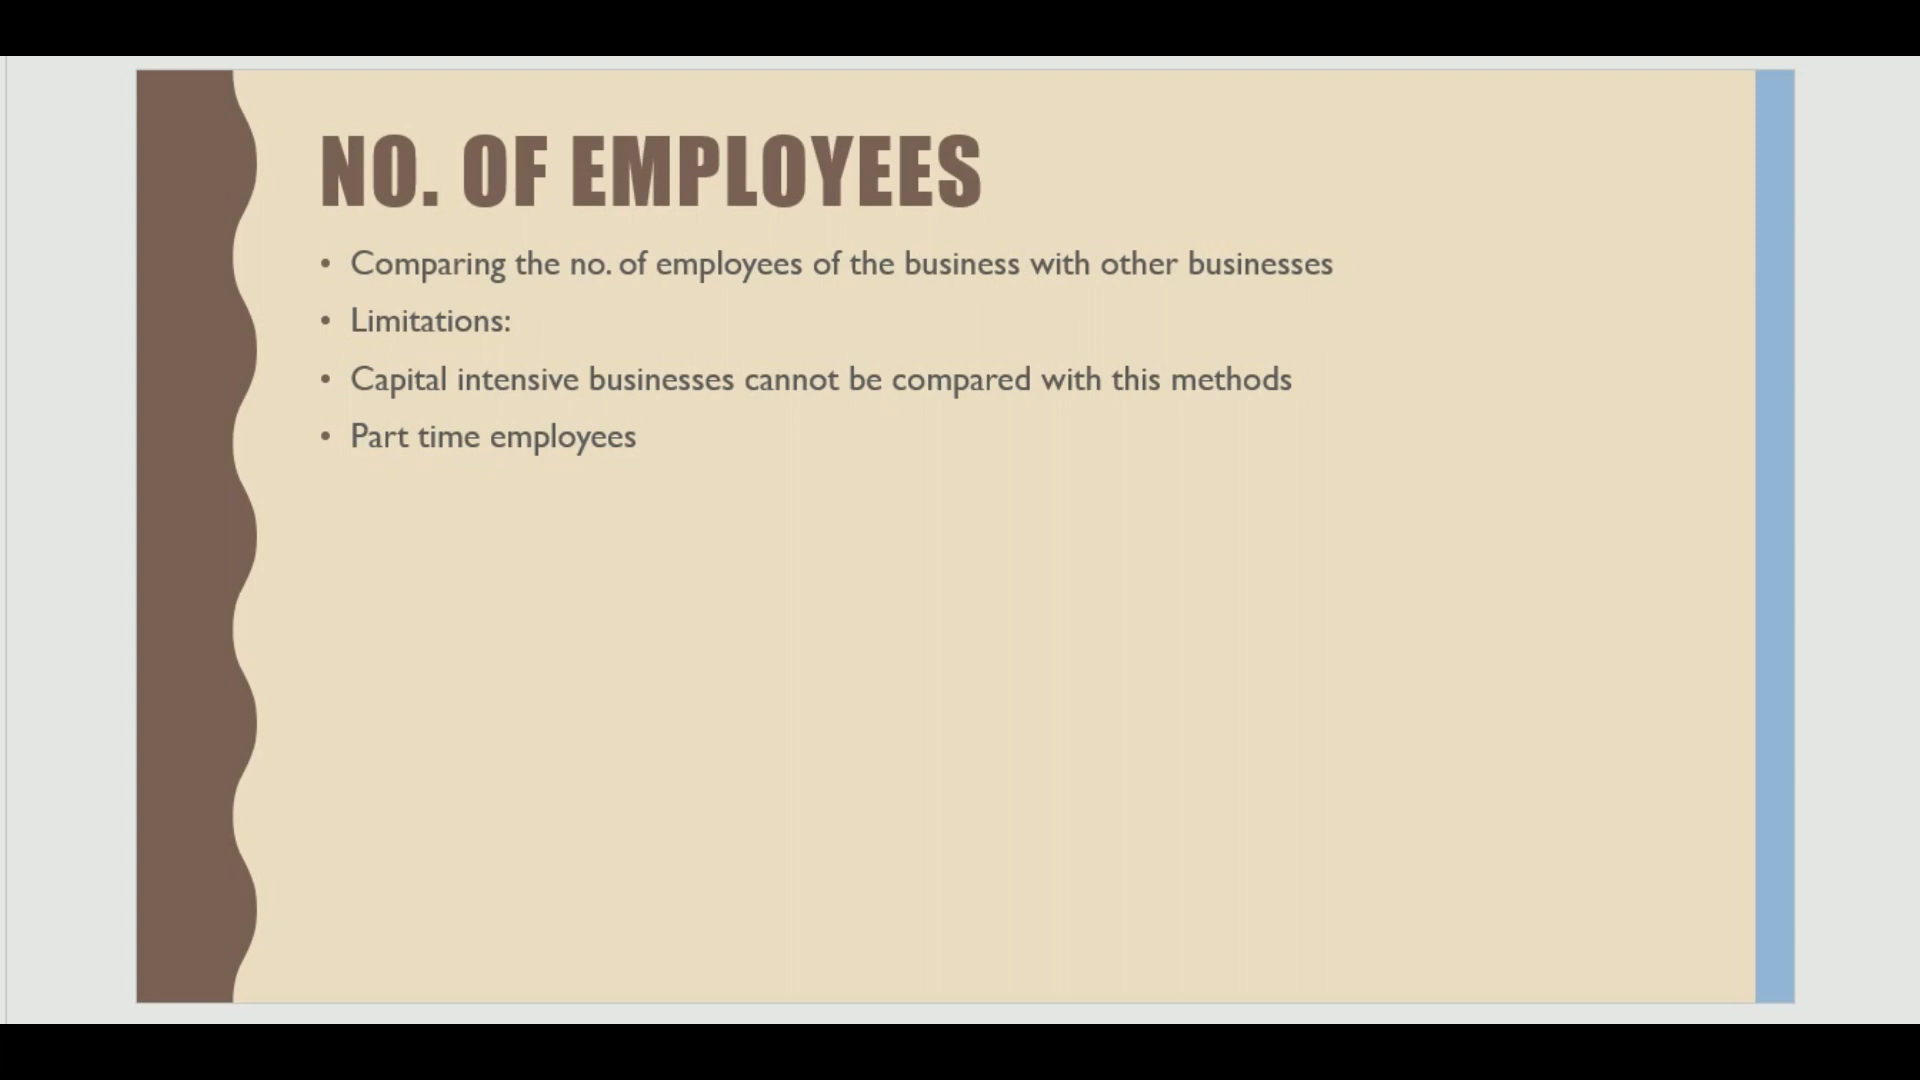 NO. OF EMPLOYEES
• Comparing the no. of employees of the business with other businesses
• Limitations:
• Capital intensive businesses cannot be compared with this methods
• Part time employees